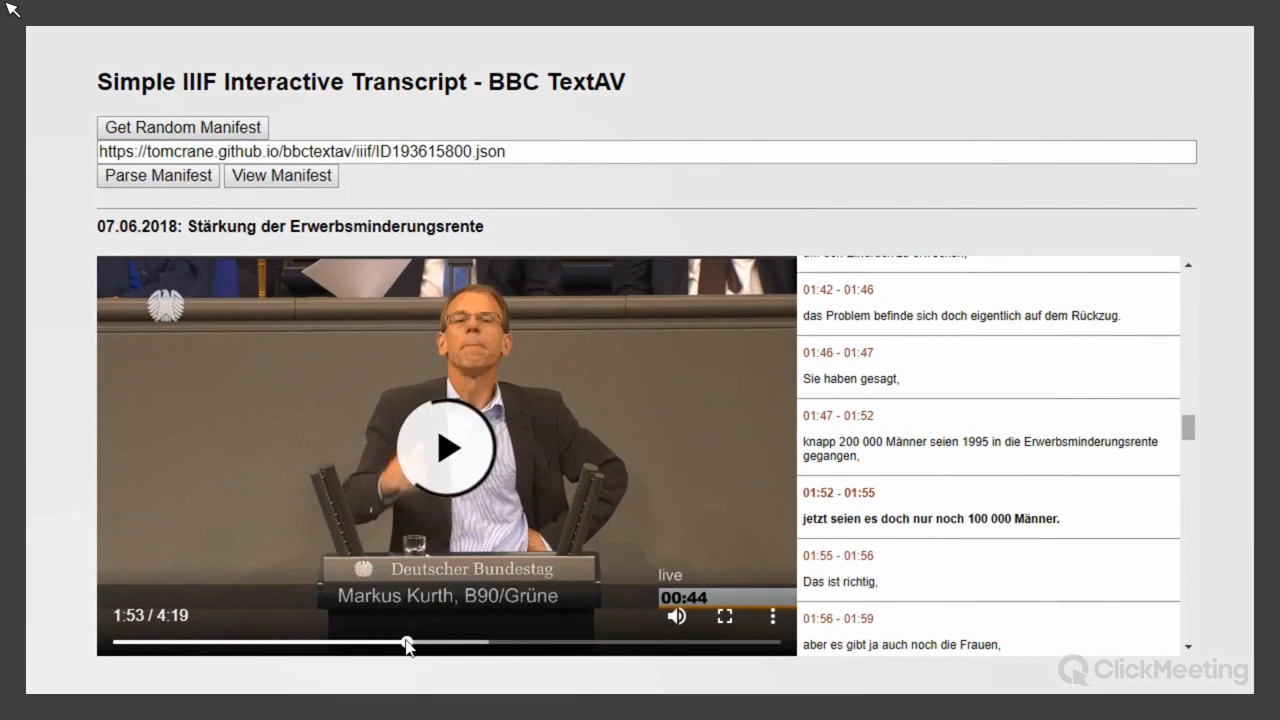 Simple IIIF Interactive Transcript - BBC TextAV
Get Random Manifest
https://tomcrane.github.io/bbctextav/iiif/ID193615800.json
Parse Manifest View Manifest
07.06.2018: Stärkung der Erwerbsminderungsrente
live
00:44
Deutscher Bundestag
Markus Kurth, B90/Grüne
1:53 / 4:19
01:42 - 01:46
das Problem befinde sich doch eigentlich auf dem Rückzug.
01:46 - 01:47
Sie haben gesagt,
01:47 - 01:52
knapp 200 000 Männer seien 1995 in die Erwerbsminderungsrente
gegangen,
01:52 - 01:55
jetzt seien es doch nur noch 100 000 Männer.
01:55 - 01:56
Das ist richtig,
01:56 - 01:59
aber es gibt ja auch noch die Frauen,
ClickMeeting